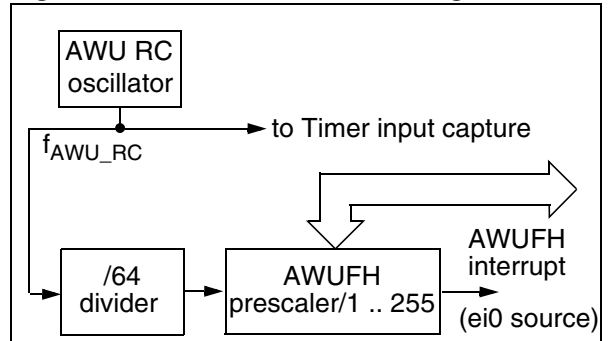 AWU RC
oscillator
to Timer input capture
fAWU_RC
/64
divider
AWUFH
prescaler/1 .. 255
AWUFH
interrupt
(ei0 source)